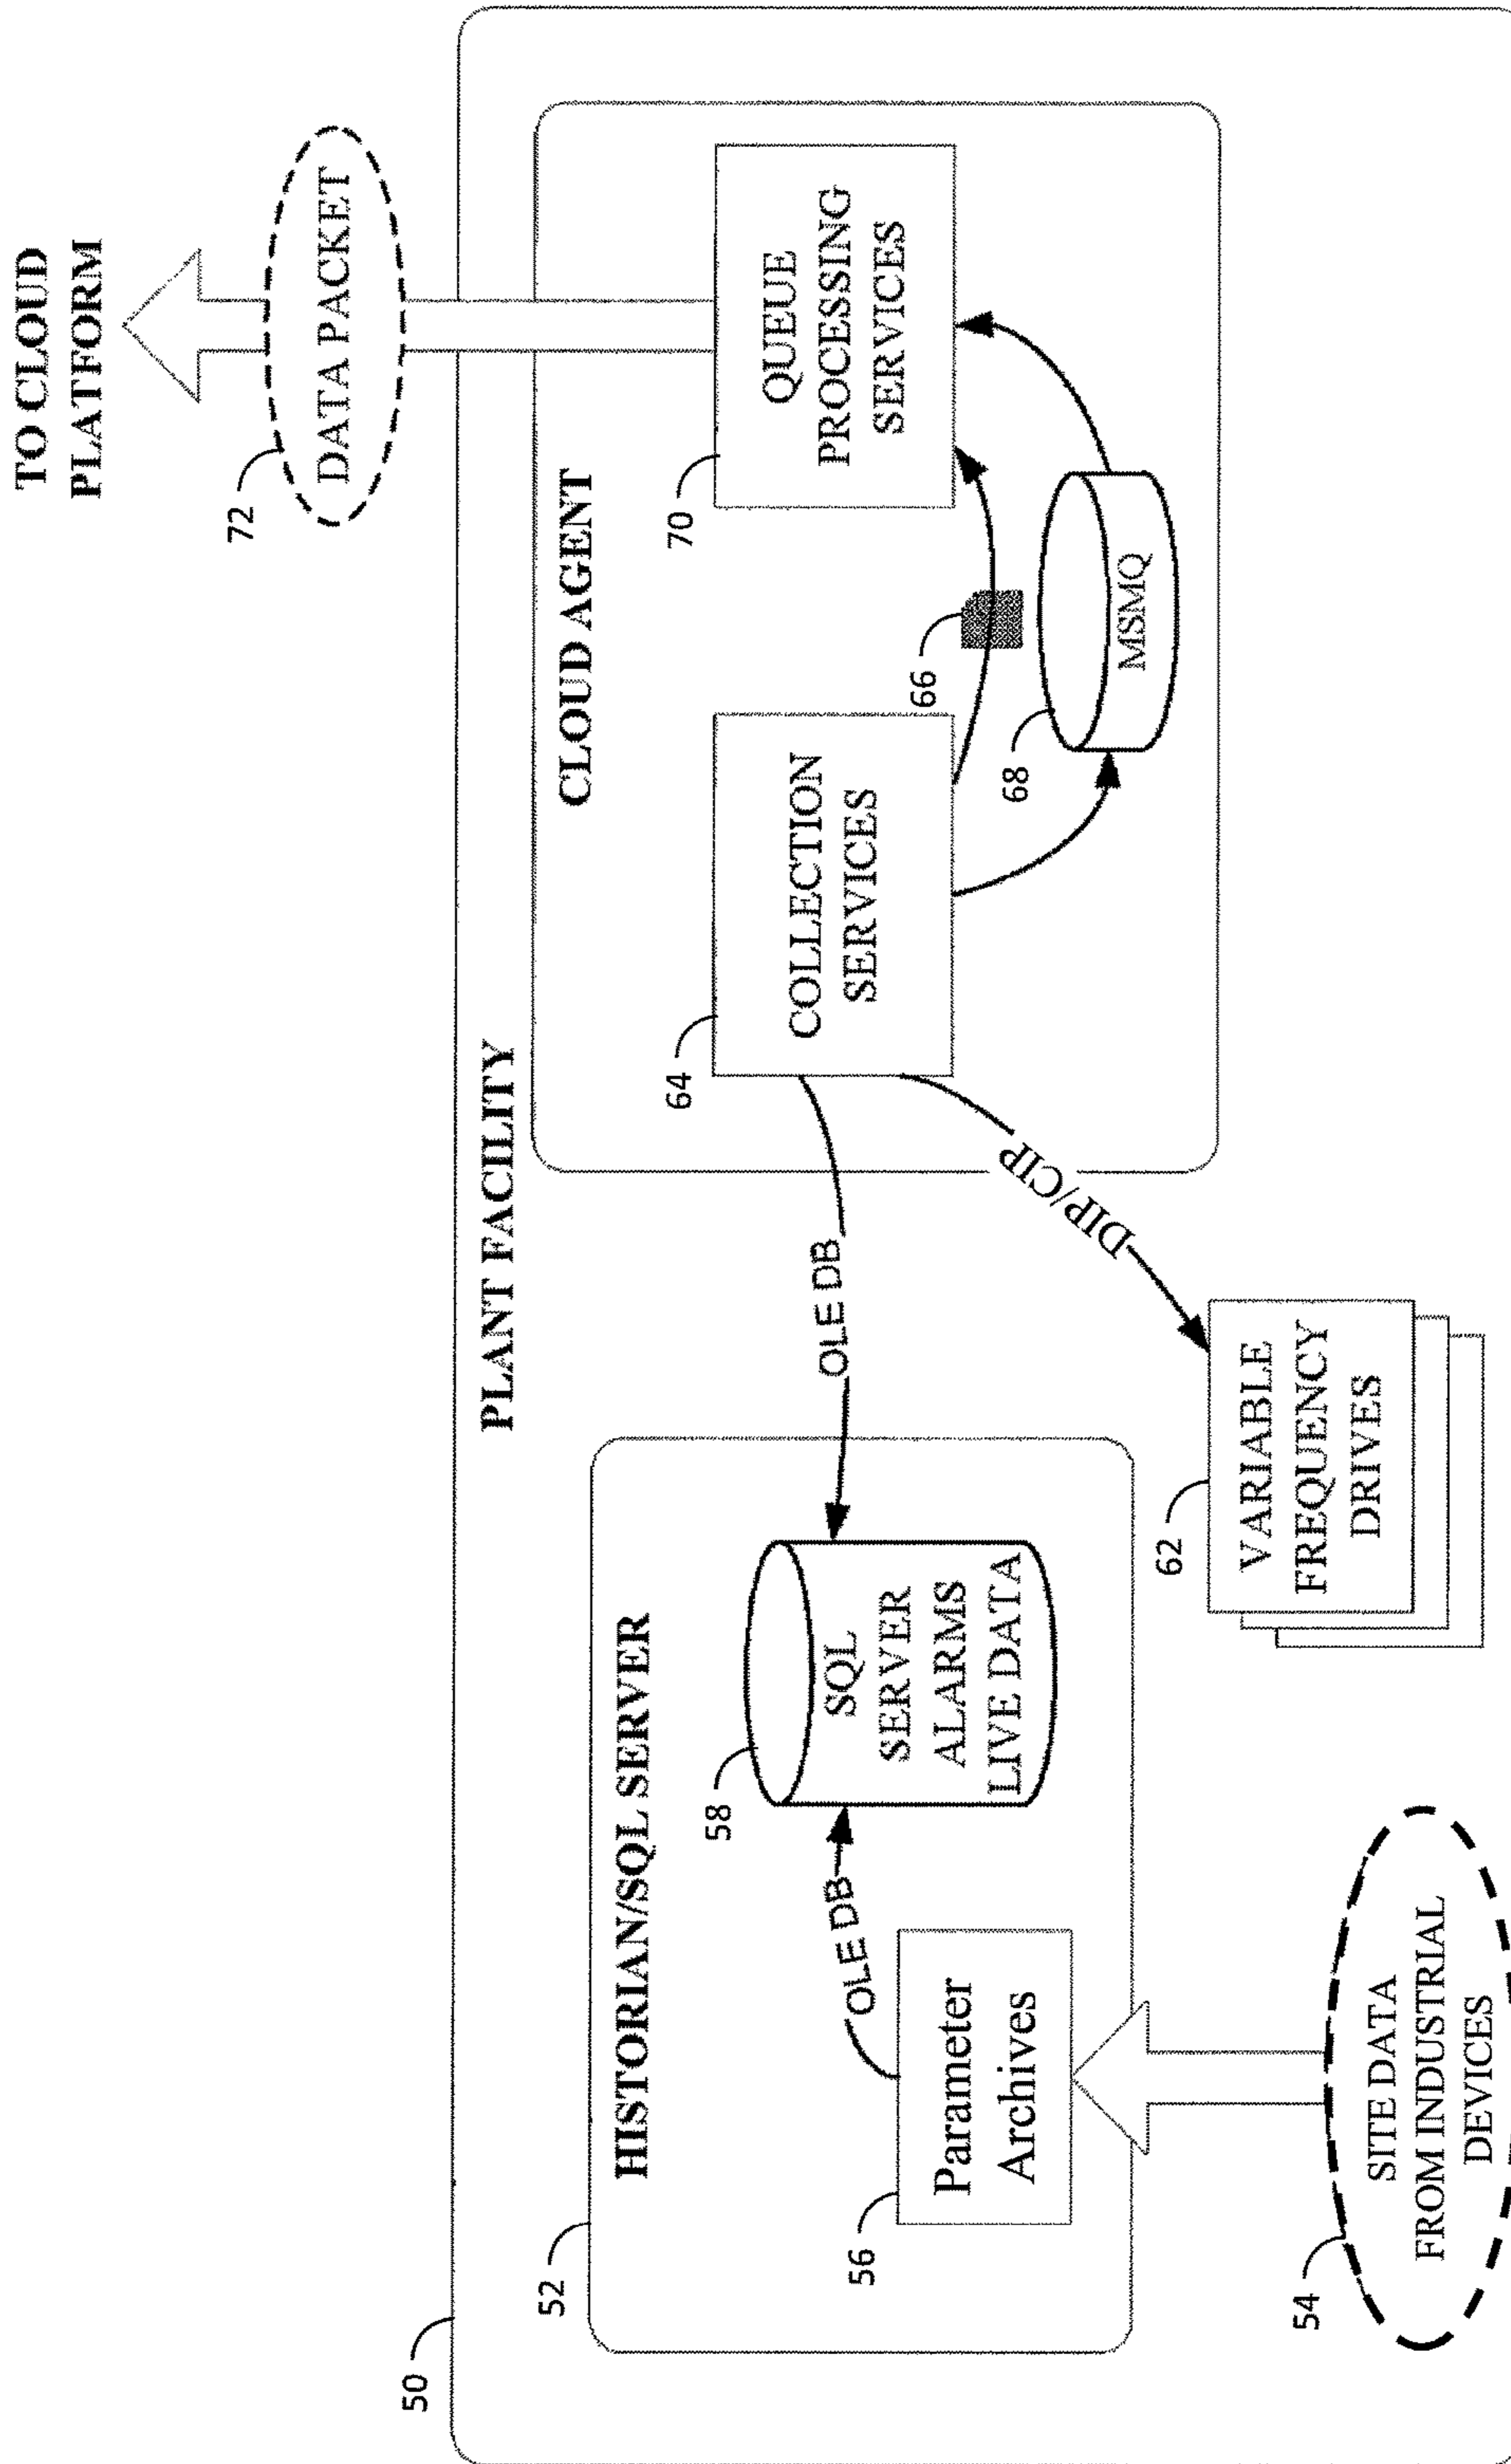 TO CLOUD
PLATFORM
72
DATA PACKET
50
PLANT FACILITY
52
HISTORIAN/SQL SERVER
56
Parameter
Archives
OLE DB
58
SQL
SERVER
ALARMS
LIVE DATA
54
SITE DATA
FROM INDUSTRIAL
DEVICES
OLE DB
DIP/CIP
62
VARIABLE
FREQUENCY
DRIVES
CLOUD AGENT
64
COLLECTION
SERVICES
66
68
MSMQ
70
QUEUE
PROCESSING
SERVICES